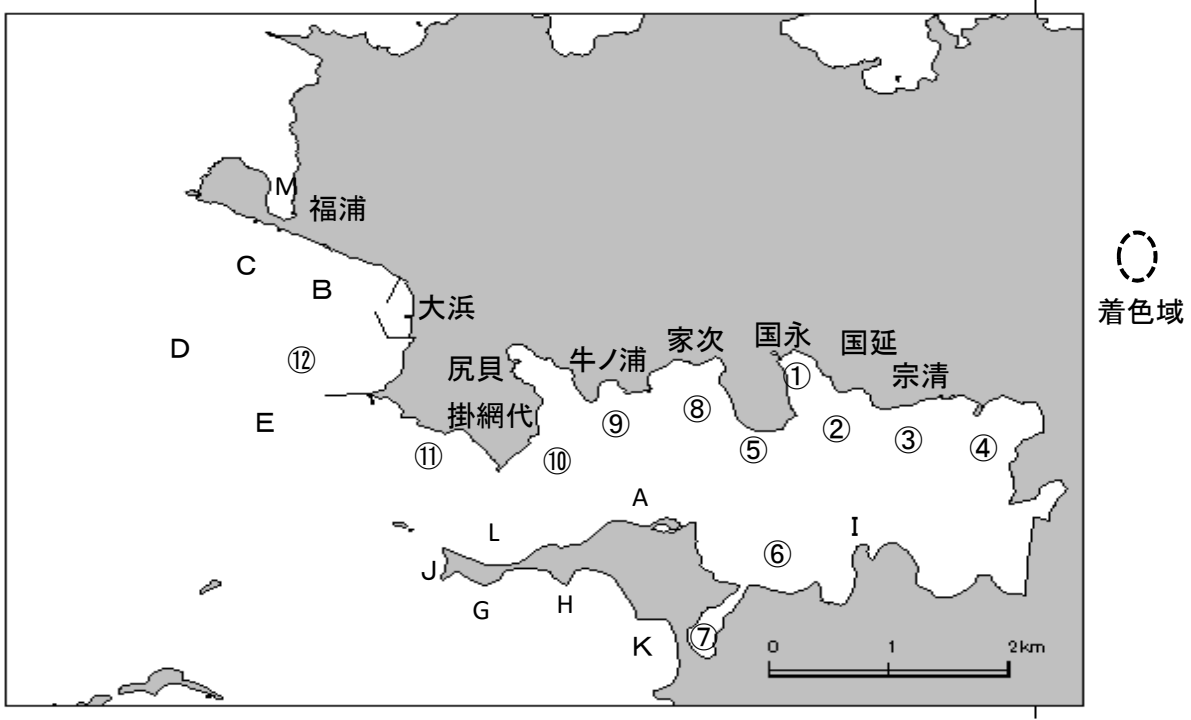 M
福浦
C
B
大浜
D
⑫
尻貝
牛ノ浦
家次
国永
国延
宗清
①
掛網代
E
⑨
⑧
②
③
④
⑪
⑩
⑤
A
L
I
⑥
J
G
H
K
⑦
0 1 2km
着色域